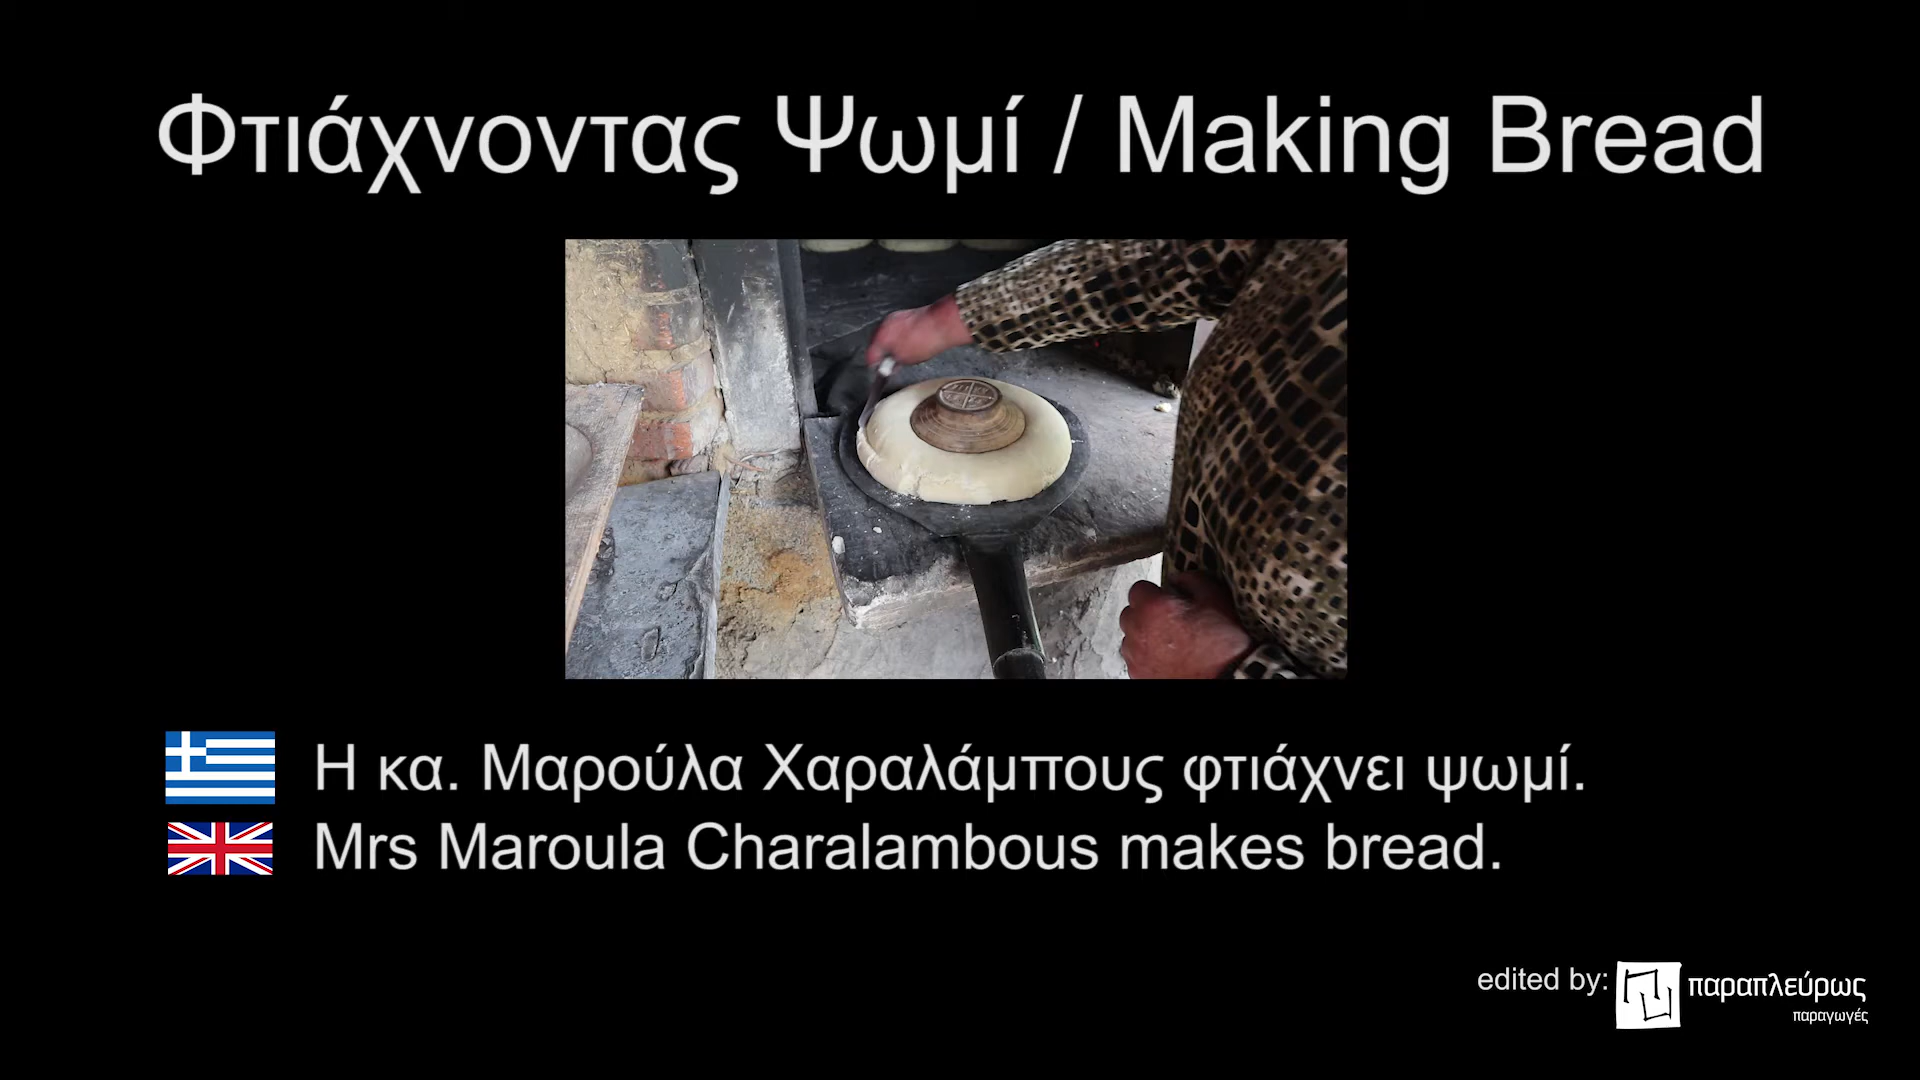 Φτιάχνοντας Ψωμί / Making Bread
Η κα. Μαρούλα Χαραλάμπους φτιάχνει ψωμί.
Mrs Maroula Charalambous makes bread.
edited by:
παραπλεύρως
παραγωγές